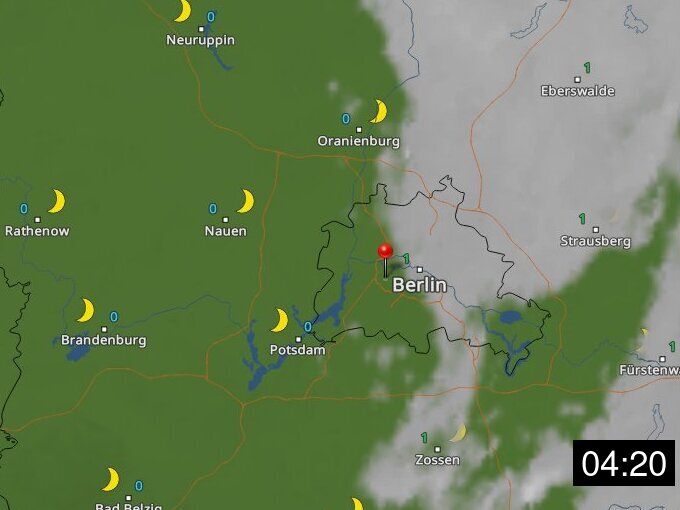 0
Neuruppin
1
Eberswalde
0
Oranienburg
0
Rathenow
0
Nauen
1
Strausberg
1
Berlin
0
Brandenburg
0
Potsdam
1
Fürstenwa
1
Zossen
04:20
0
Bad Belzig